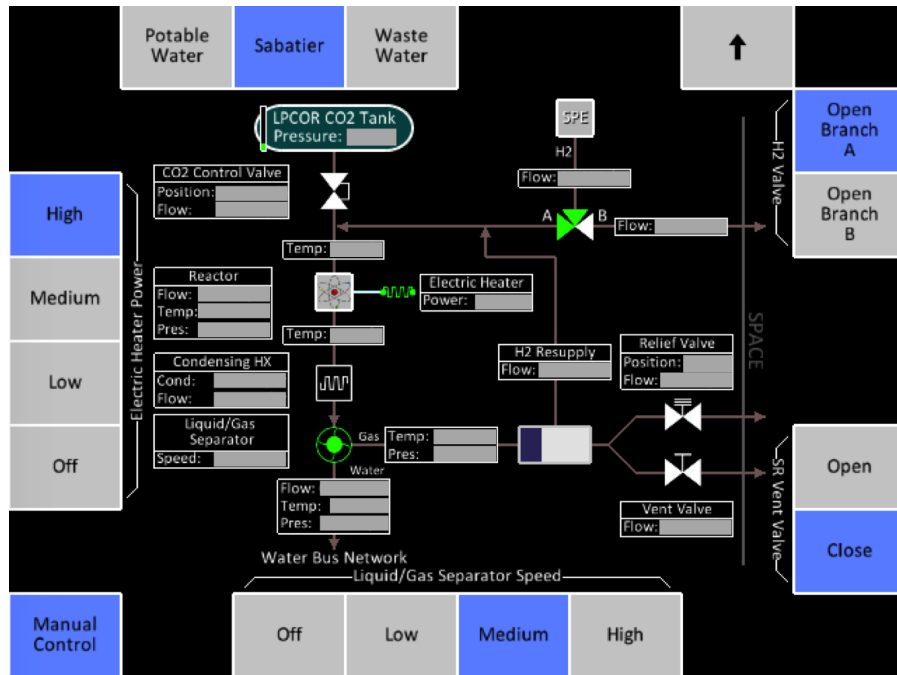 Potable
Water
Sabatier
Waste
Water
LPCOR CO2 Tank
Pressure:
SPE
H2
Flow:
Open
Branch
A
Open
Branch
B
H2 Valve
CO2 Control Valve
Position:
Flow:
A
B
Flow:
High
Medium
Low
Off
Electric Heater Power
Temp:
Reactor
Flow:
Temp:
Pres:
Electric Heater
Power:
Temp:
SPACE
Condensing HX
Cond:
Flow:
H2 Resupply
Flow:
Relief Valve
Position:
Flow:
Liquid/Gas
Separator
Speed:
Gas
Temp:
Pres:
Water
Flow:
Temp:
Pres:
Vent Valve
Flow:
SR Vent Valve
Open
Close
Water Bus Network
Liquid/Gas Separator Speed
Manual
Control
Off
Low
Medium
High